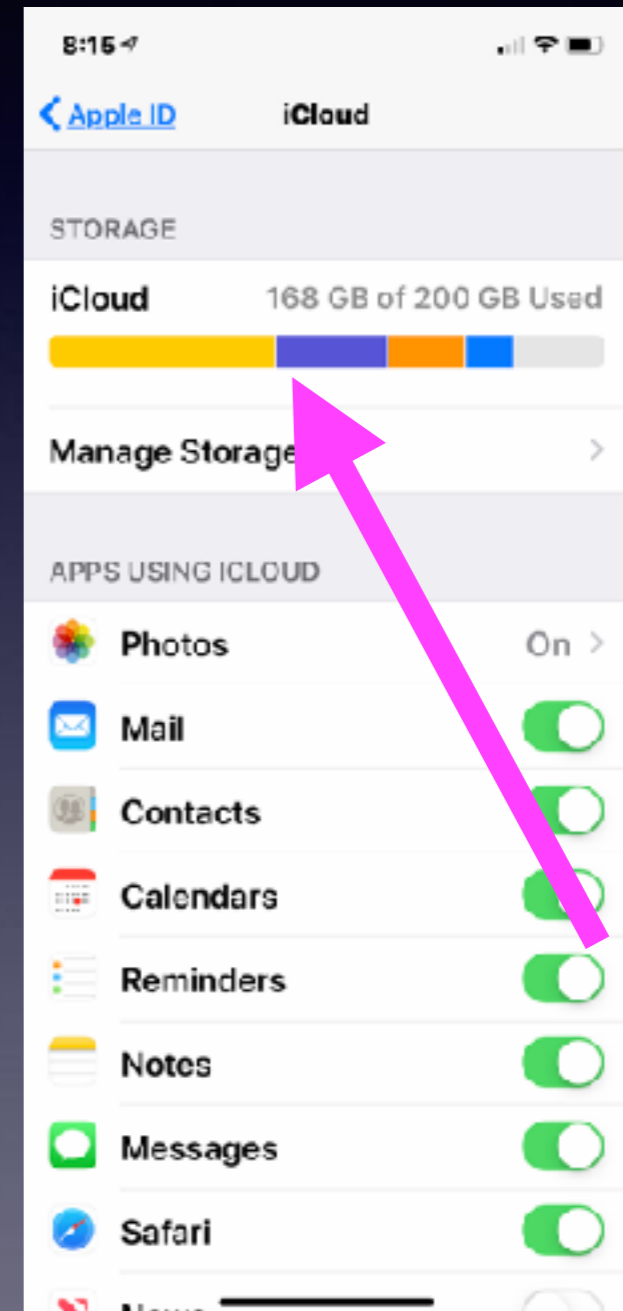 8:15
Apple ID iCloud
STORAGE
iCloud 168 GB of 200 GB Used
Manage Storage
APPS USING ICLOUD
Photos On
Mail
Contacts
Calendars
Reminders
Notes
Messages
Safari